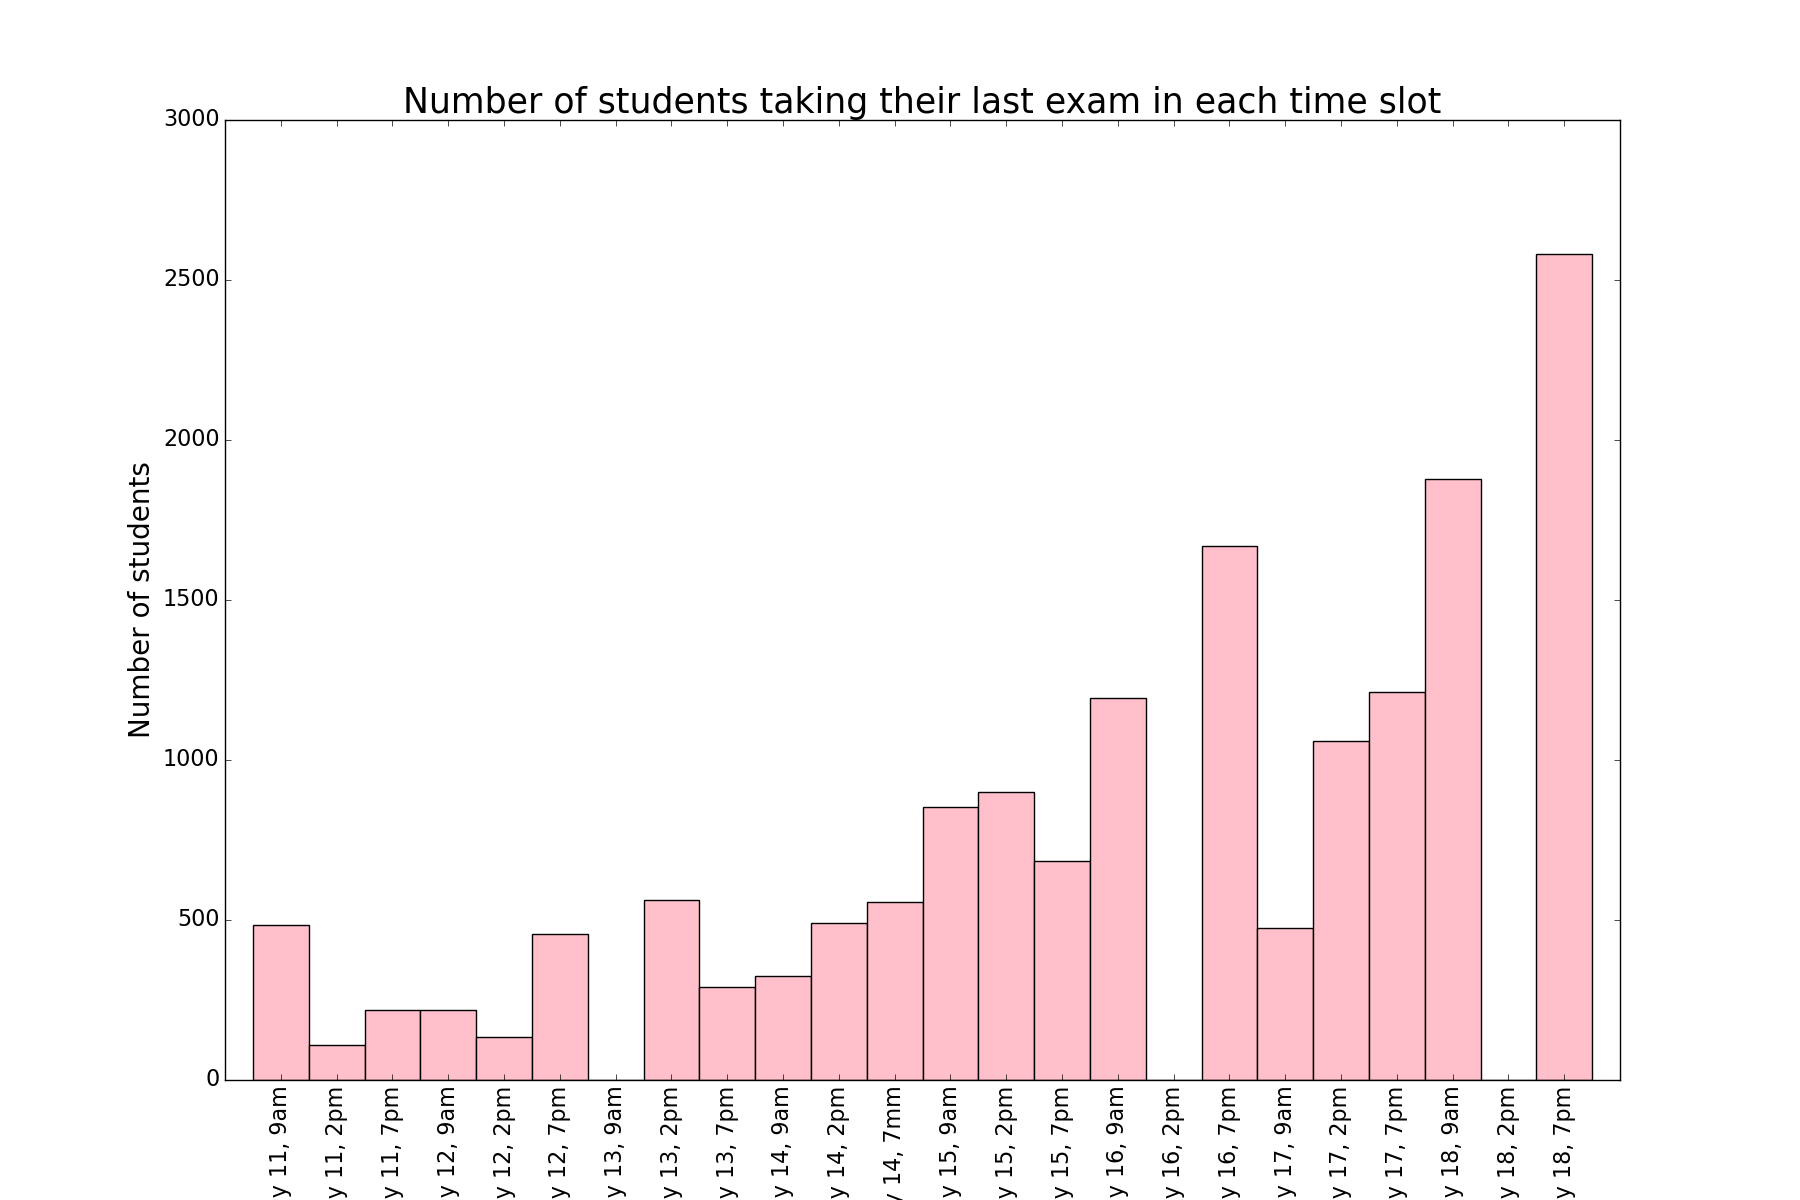 Number of students taking their last exam in each time slot
Number of students
3000
2500
2000
1500
1000
500
0
y 11, 9am
y 11, 2pm
y 11, 7pm
y 12, 9am
y 12, 2pm
y 12, 7pm
y 13, 9am
y 13, 2pm
y 13, 7pm
y 14, 9am
y 14, 2pm
y 14, 7mm
y 15, 9am
y 15, 2pm
y 15, 7pm
y 16, 9am
y 16, 2pm
y 16, 7pm
y 17, 9am
y 17, 2pm
y 17, 7pm
y 18, 9am
y 18, 2pm
y 18, 7pm